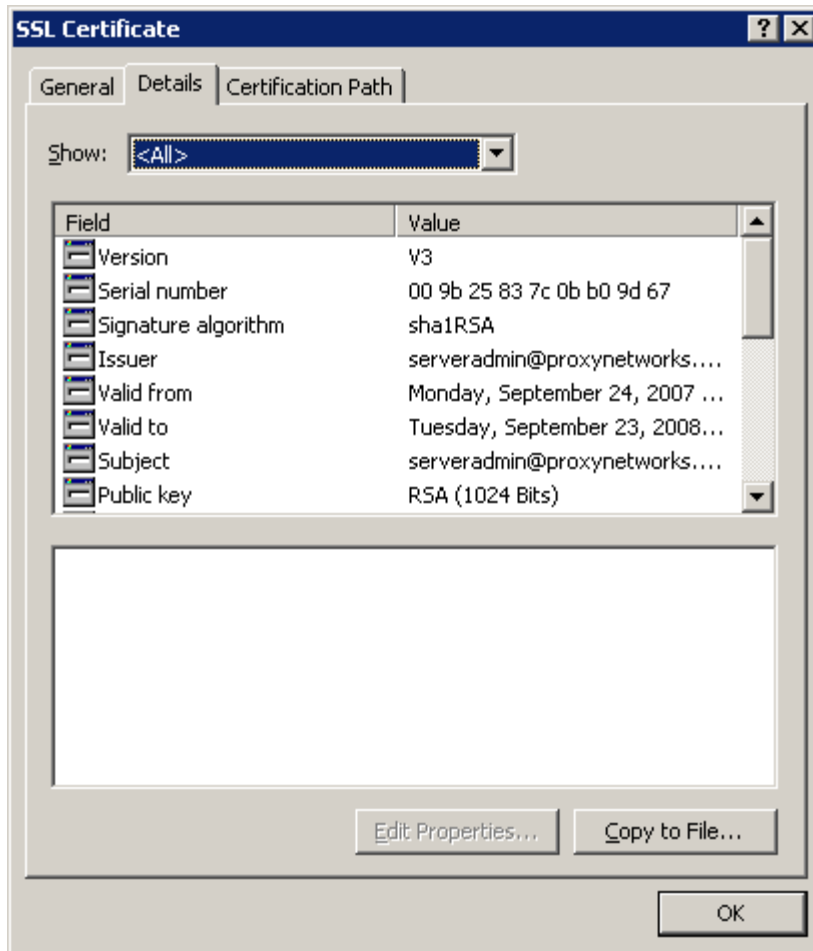 SSL Certificate
General Details Certification Path
Show: <All>
Field Value
Version V3
Serial number 00 9b 25 83 7c 0b b0 9d 67
Signature algorithm sha1RSA
Issuer serveradmin@proxynetworks....
Valid from Monday, September 24, 2007 ...
Valid to Tuesday, September 23, 2008...
Subject serveradmin@proxynetworks....
Public key RSA (1024 Bits)
Edit Properties... Copy to File...
OK